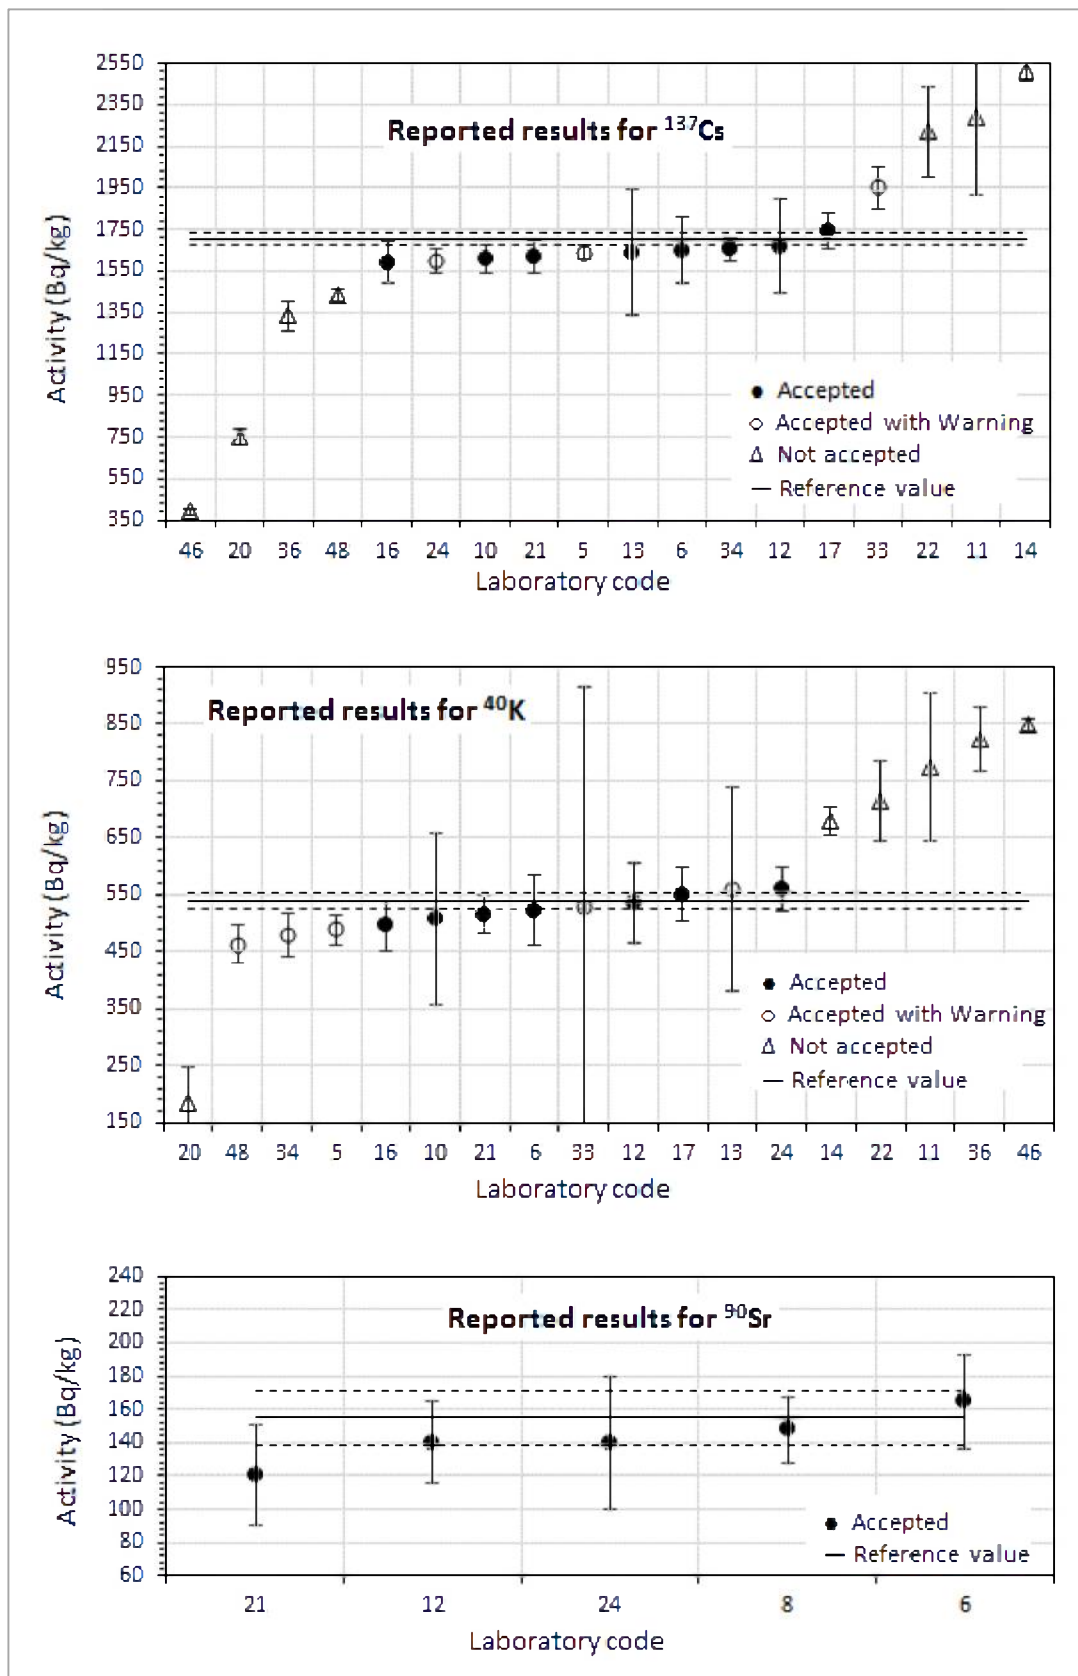 Reported results for ¹³⁷Cs
Activity (Bq/kg)
2550
2350
2150
1950
1750
1550
1350
1150
950
750
550
350
Accepted
Accepted with Warning
Not accepted
Reference value
46 20 36 48 16 24 10 21 5 13 6 34 12 17 33 22 11 14
Laboratory code
Reported results for ⁴⁰K
Activity (Bq/kg)
950
850
750
650
550
450
350
250
150
Accepted
Accepted with Warning
Not accepted
Reference value
20 48 34 5 16 10 21 6 33 12 17 13 24 14 22 11 36 46
Laboratory code
Reported results for ⁹⁰Sr
Activity (Bq/kg)
240
220
200
180
160
140
120
100
80
60
Accepted
Reference value
21 12 24 8 6
Laboratory code